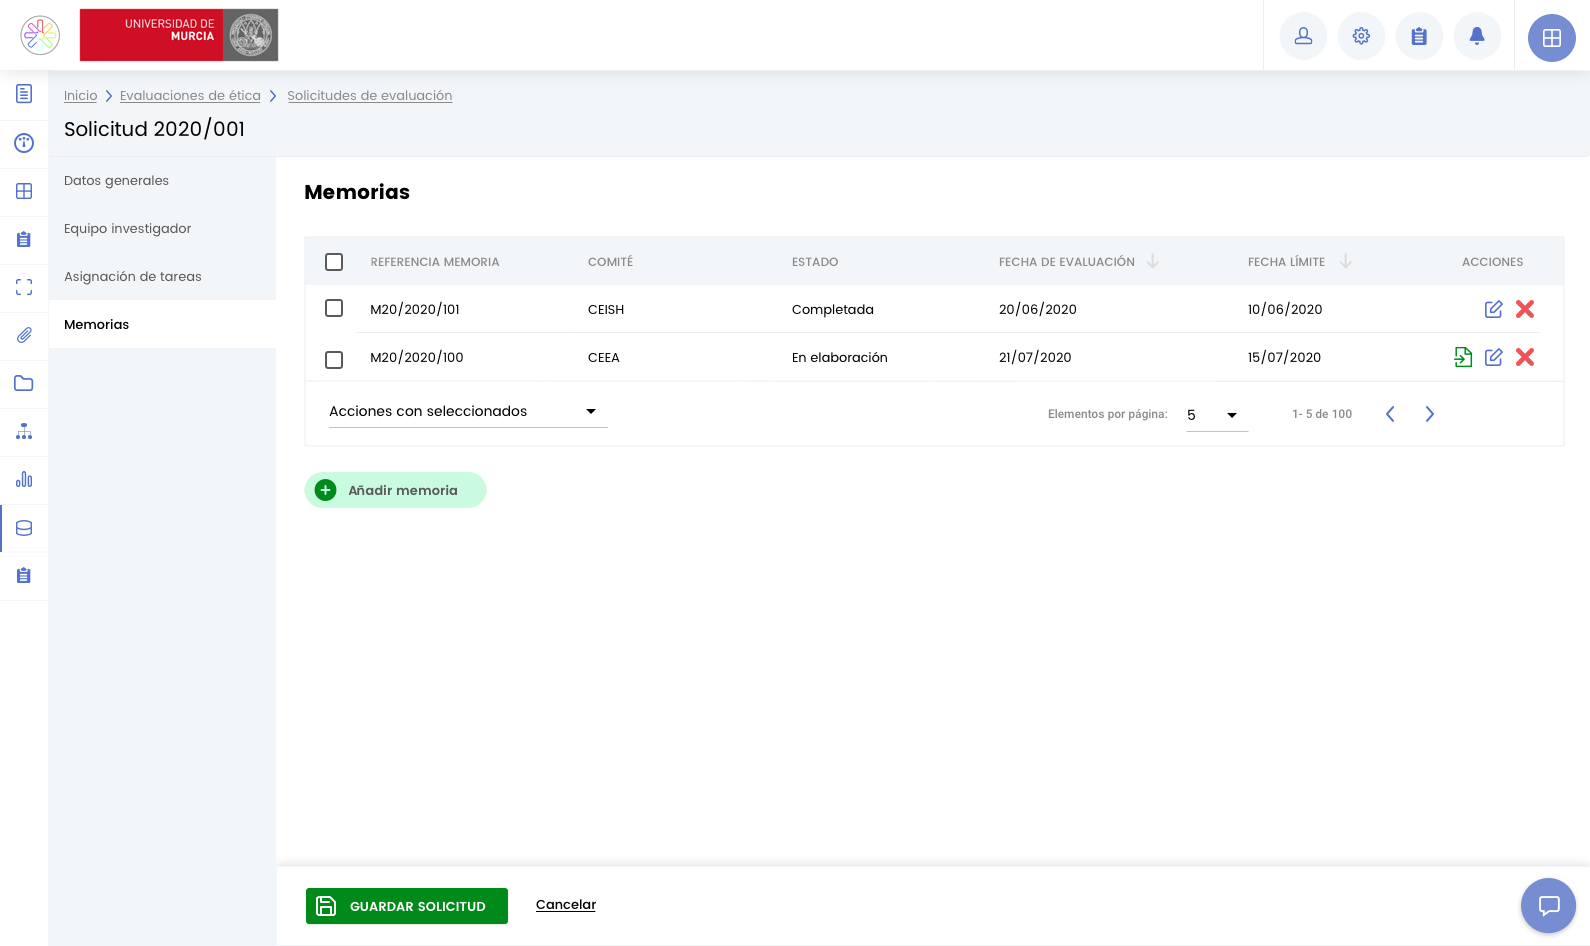 UNIVERSIDAD DE
MURCIA
Inicio Evaluaciones de ética Solicitudes de evaluación
Solicitud 2020/001
Datos generales
Equipo investigador
Asignación de tareas
Memorias
Memorias
REFERENCIA MEMORIA COMITÉ ESTADO FECHA DE EVALUACIÓN FECHA LÍMITE ACCIONES
M20/2020/101 CEISH Completada 20/06/2020 10/06/2020
M20/2020/100 CEEA En elaboración 21/07/2020 15/07/2020
Acciones con seleccionados Elementos por página: 5 1- 5 de 100
Añadir memoria
GUARDAR SOLICITUD Cancelar